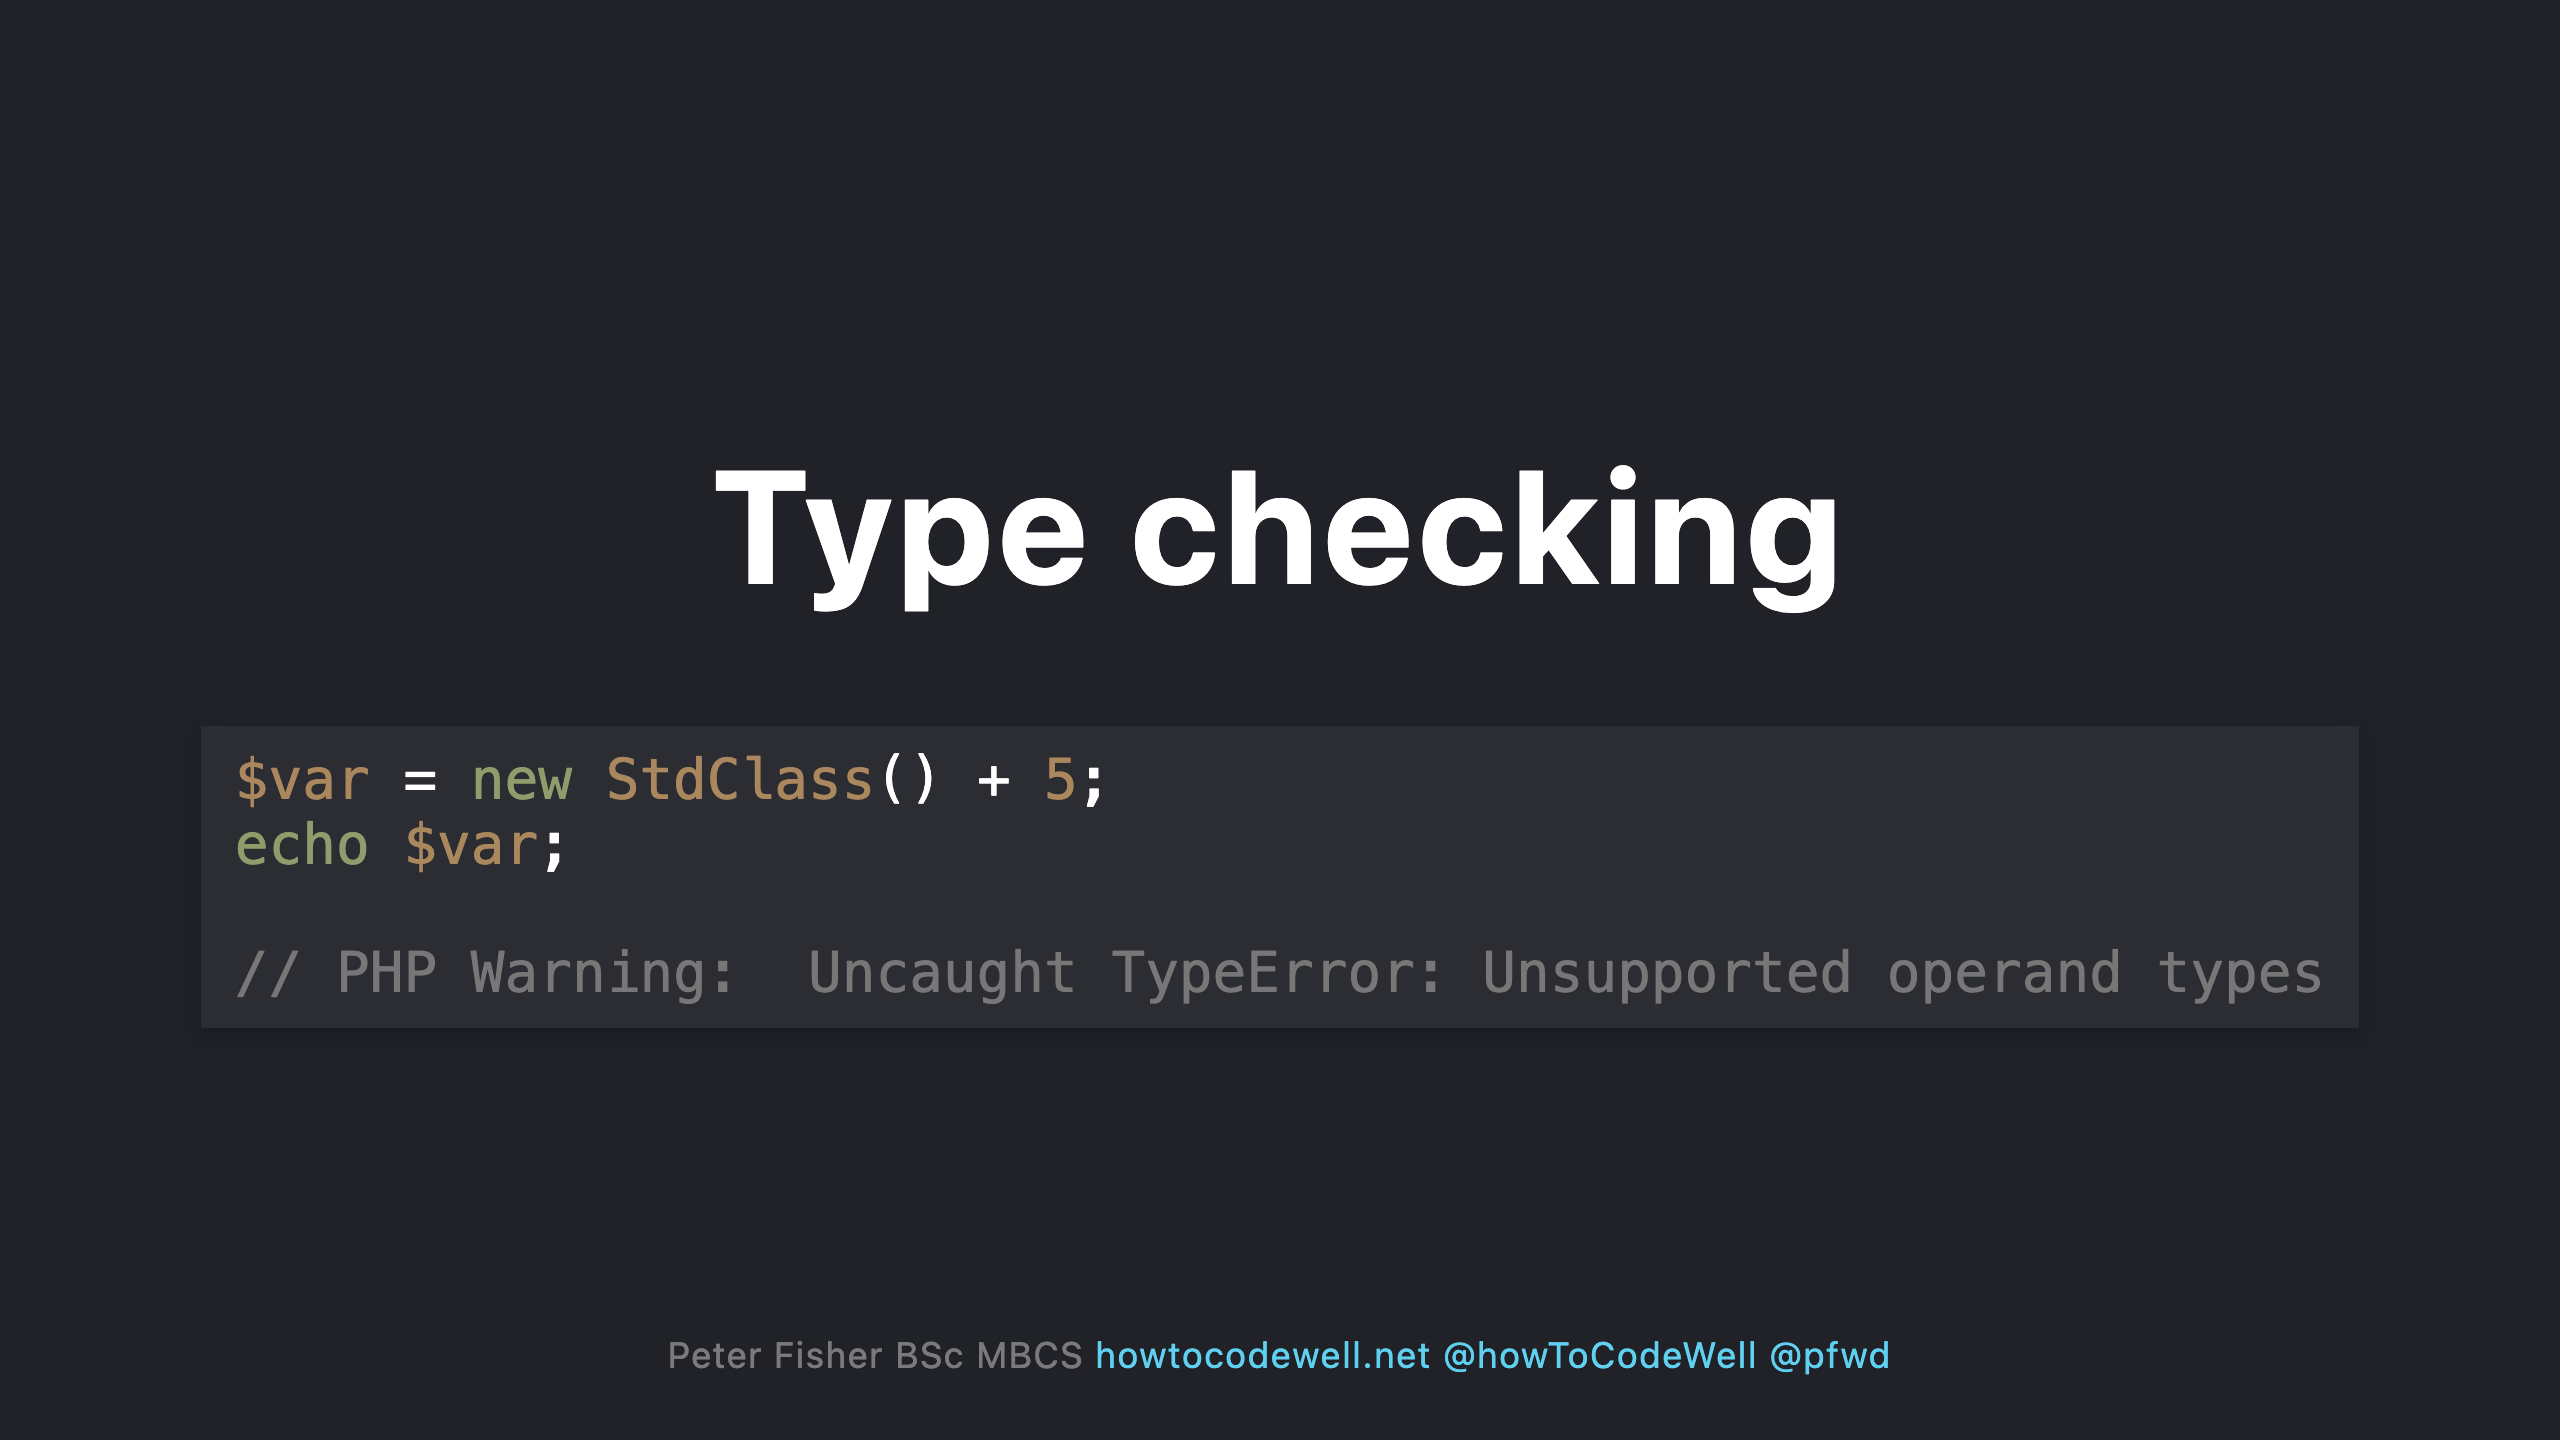 Type checking
$var = new StdClass() + 5;
echo $var;
// PHP Warning:  Uncaught TypeError: Unsupported operand types
Peter Fisher BSc MBCS howtocodewell.net @howToCodeWell @pfwd